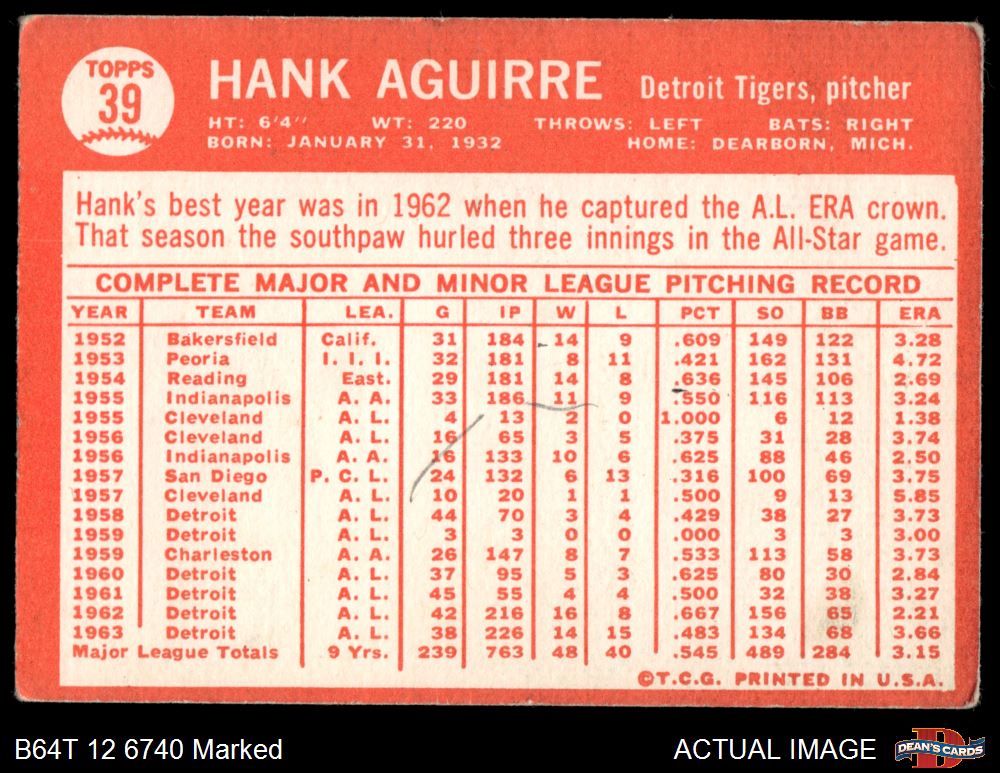 TOPPS
39
HANK AGUIRRE Detroit Tigers, pitcher
HT: 6'4" WT: 220 THROWS: LEFT BATS: RIGHT
BORN: JANUARY 31, 1932 HOME: DEARBORN, MICH.
Hank's best year was in 1962 when he captured the A.L. ERA crown.
That season the southpaw hurled three innings in the All-Star game.
COMPLETE MAJOR AND MINOR LEAGUE PITCHING RECORD
YEAR TEAM LEA. G IP W L PCT SO BB ERA
1952 Bakersfield Calif. 31 184 14 9 .609 149 122 3.28
1953 Peoria I. I. I. 32 181 8 11 .421 162 131 4.72
1954 Reading East. 29 181 14 8 .636 145 106 2.69
1955 Indianapolis A. A. 33 186 11 9 .550 116 113 3.24
1955 Cleveland A. L. 4 13 2 0 1.000 6 12 1.38
1956 Cleveland A. L. 16 65 3 5 .375 31 28 3.74
1956 Indianapolis A. A. 16 133 10 6 .625 88 46 2.50
1957 San Diego P. C. L. 24 132 6 13 .316 100 69 3.75
1957 Cleveland A. L. 10 20 1 1 .500 9 13 5.85
1958 Detroit A. L. 44 70 3 4 .429 38 27 3.73
1959 Detroit A. L. 3 3 0 0 .000 3 3 3.00
1959 Charleston A. A. 26 147 8 7 .533 113 58 3.73
1960 Detroit A. L. 37 95 5 3 .625 80 30 2.84
1961 Detroit A. L. 45 55 4 4 .500 32 38 3.27
1962 Detroit A. L. 42 216 16 8 .667 156 65 2.21
1963 Detroit A. L. 38 226 14 15 .483 134 68 3.66
Major League Totals 9 Yrs. 239 763 48 40 .545 489 284 3.15
©T.C.G. PRINTED IN U.S.A.
B64T 12 6740 Marked
ACTUAL IMAGE
DEAN'S CARDS